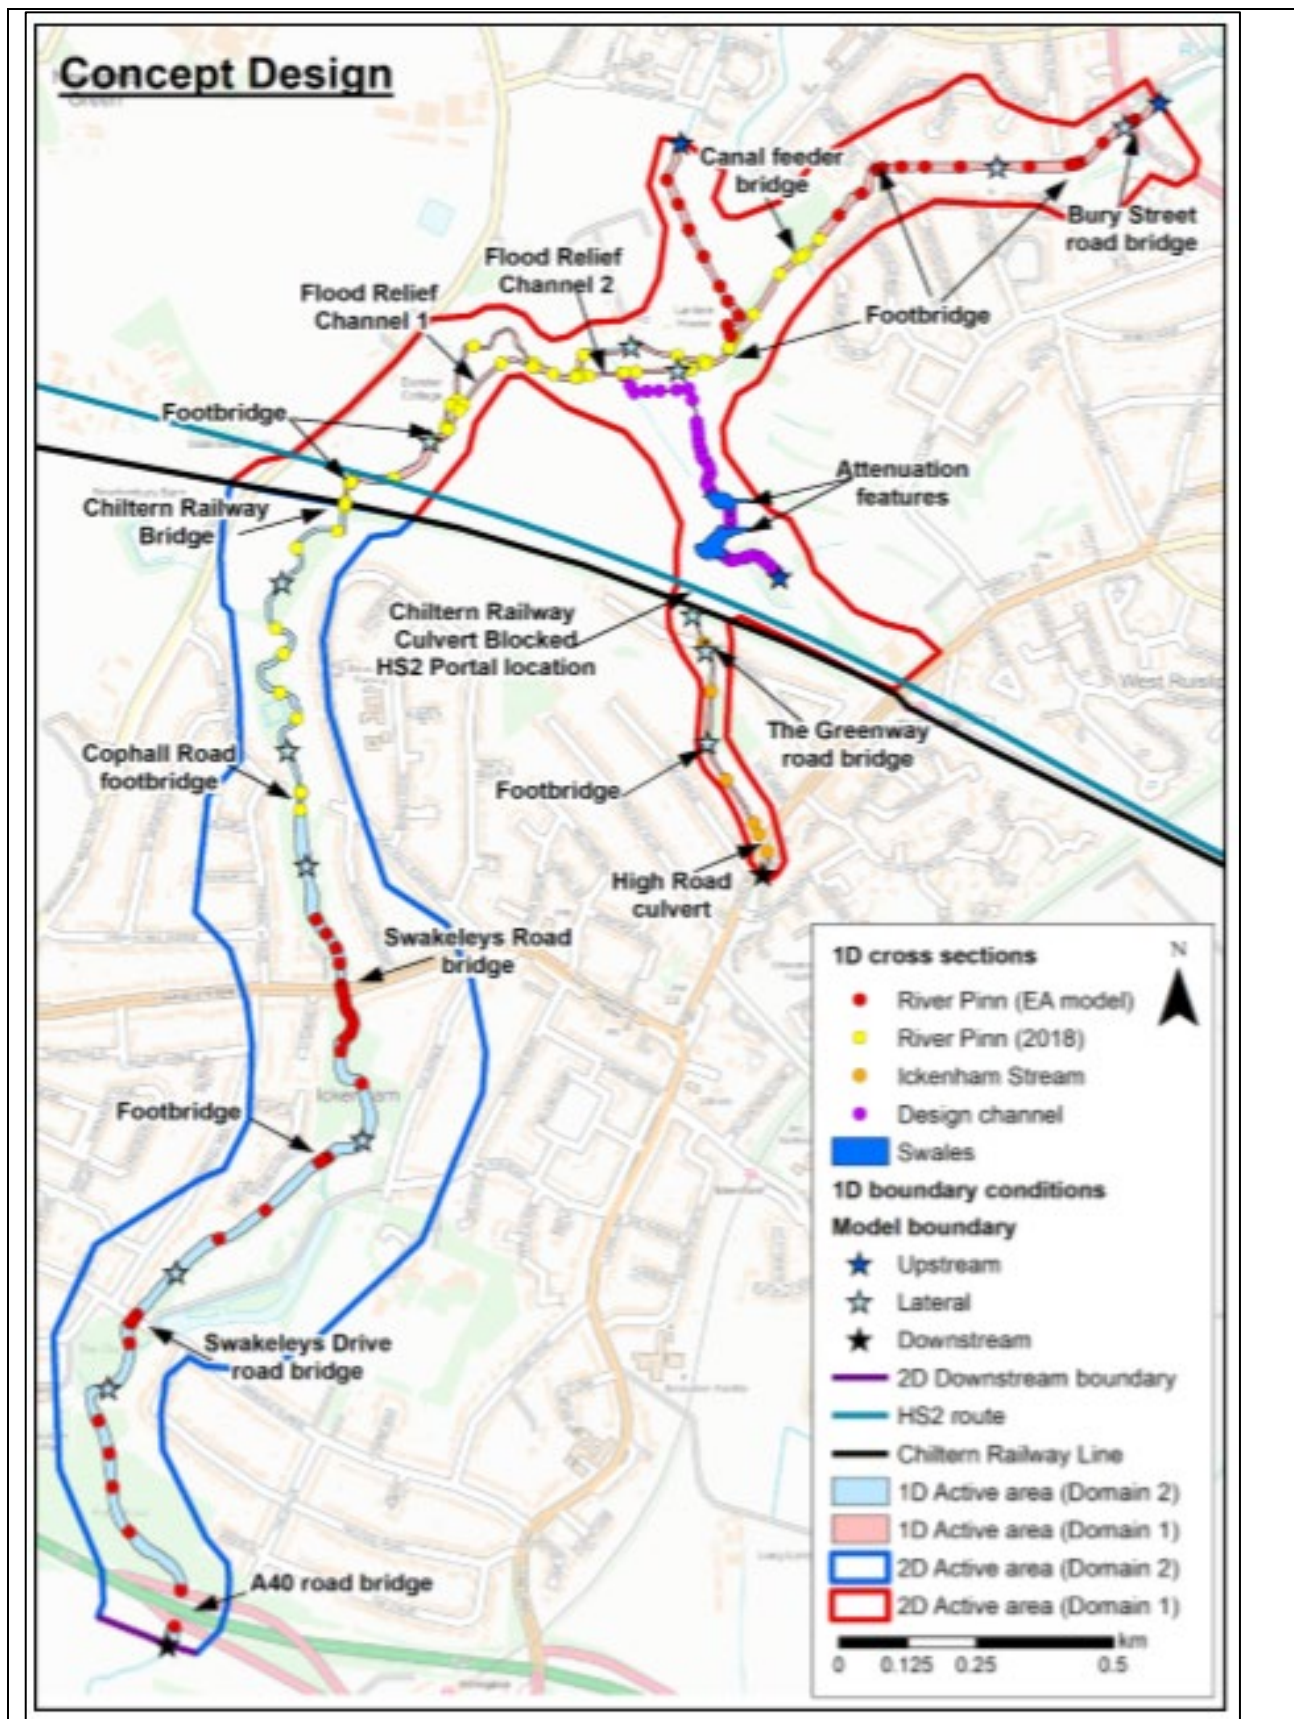 Concept Design
Green
Canal feeder
bridge
Bury Street
road bridge
Flood Relief
Channel 2
Flood Relief
Channel 1
Footbridge
Footbridge
Attenuation
features
Chiltern Railway
Bridge
Chiltern Railway
Culvert Blocked
HS2 Portal location
West Ruislip
The Greenway
road bridge
Cophall Road
footbridge
Footbridge
High Road
culvert
Swakeleys Road
bridge
Ickenham
Footbridge
Swakeleys Drive
road bridge
A40 road bridge
1D cross sections
N
River Pinn (EA model)
River Pinn (2018)
Ickenham Stream
Design channel
Swales
1D boundary conditions
Model boundary
Upstream
Lateral
Downstream
2D Downstream boundary
HS2 route
Chiltern Railway Line
1D Active area (Domain 2)
1D Active area (Domain 1)
2D Active area (Domain 2)
2D Active area (Domain 1)
km
0 0.125 0.25 0.5